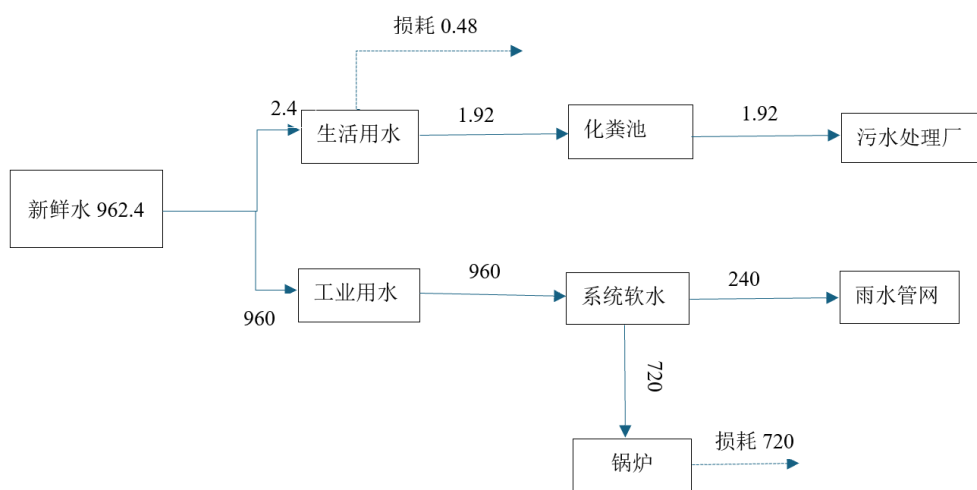 损耗 0.48
2.4
生活用水
1.92
化粪池
1.92
污水处理厂
新鲜水 962.4
960
工业用水
960
系统软水
240
雨水管网
720
锅炉
损耗 720